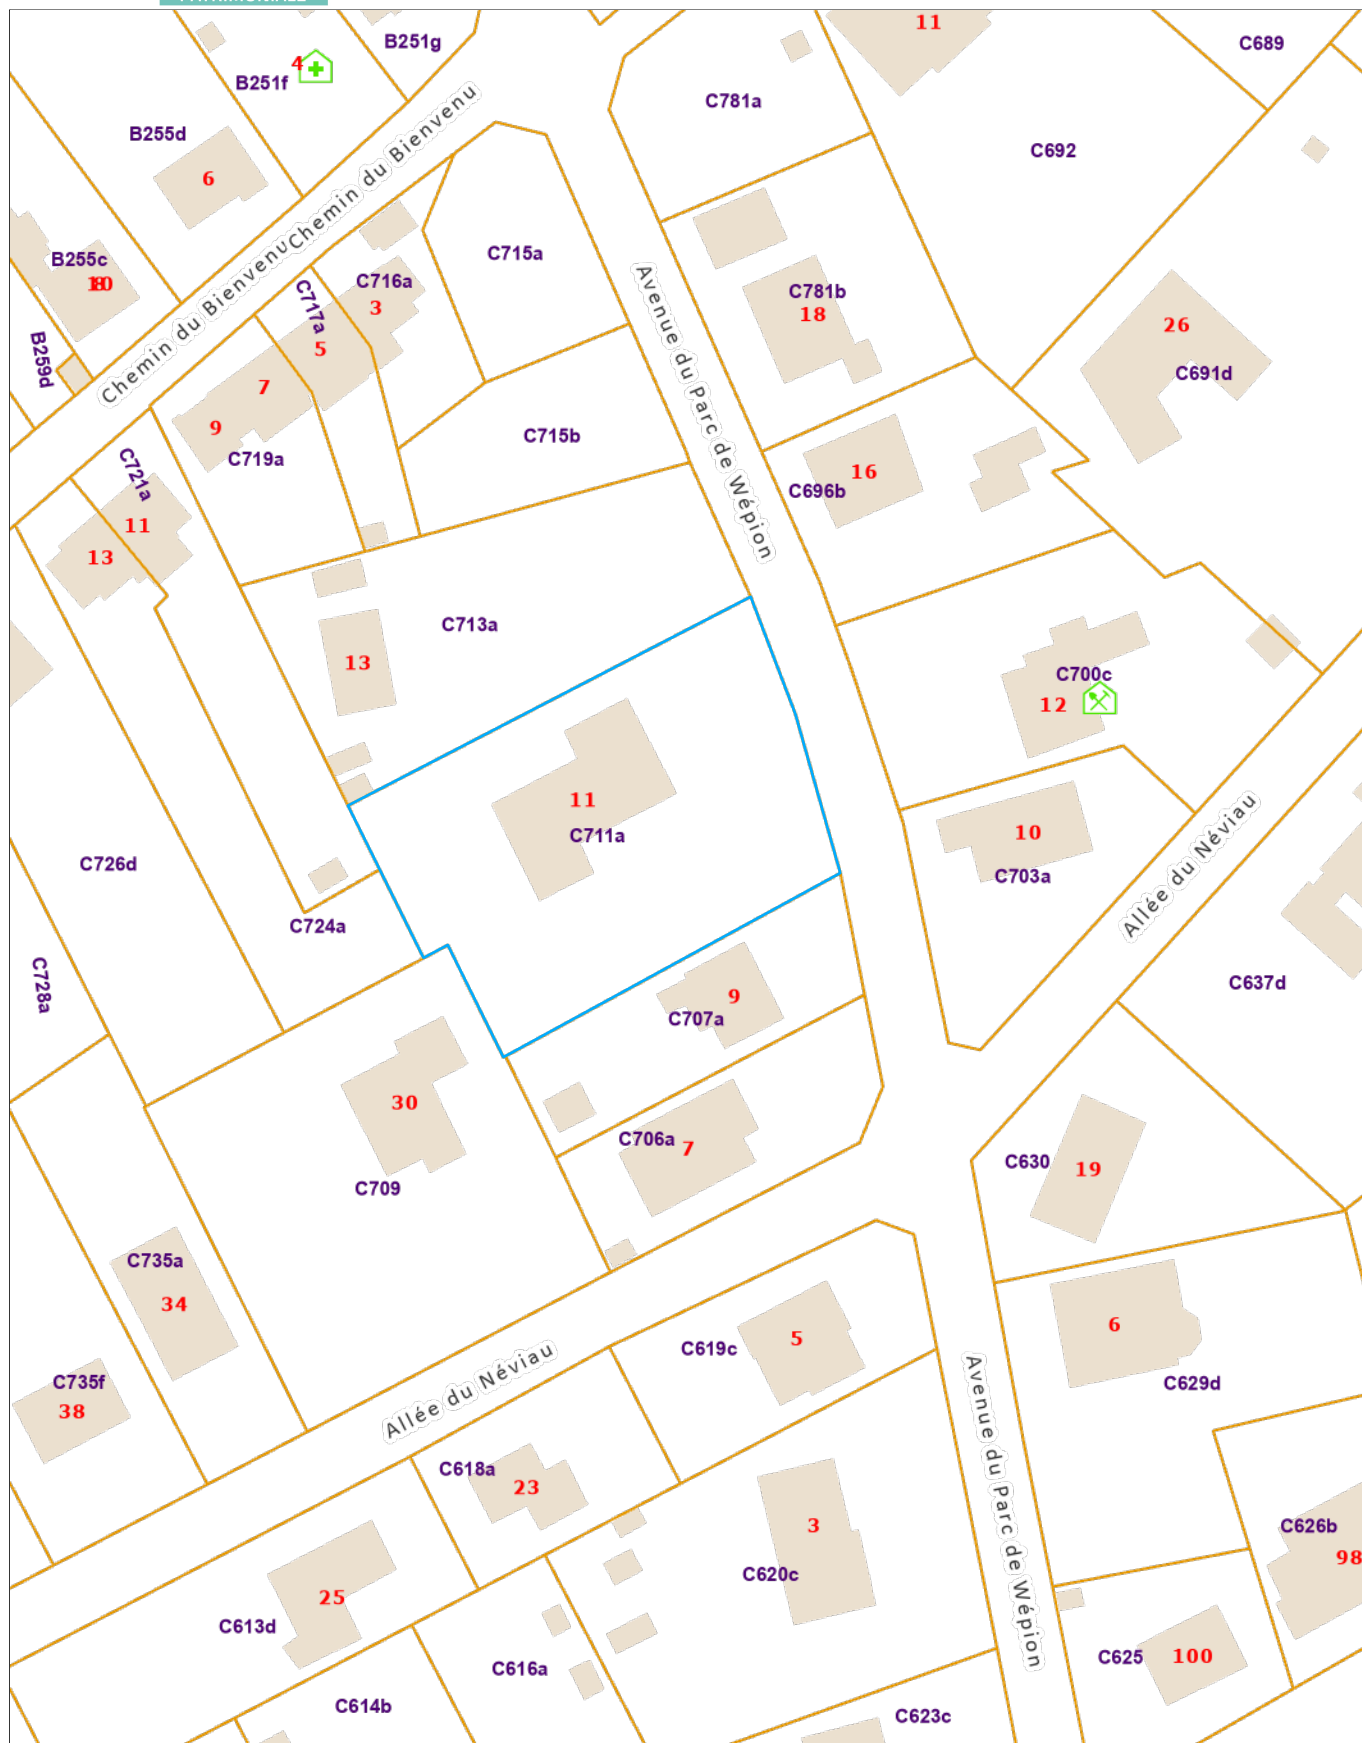 11
C689
B251g
4
B251f
C781a
B255d
C692
6
Chemin du Bienvenu
Chemin du Bienvenu
B255c
C715a
C716a
C781b
3
18
26
C717a
5
B259d
C691d
7
9
C719a
C715b
Avenue du Parc de Wépion
16
C696b
C721a
11
13
C713a
13
C700c
12
11
C711a
10
C703a
Allée du Néviau
C726d
C724a
C728a
C637d
9
C707a
30
C706a
7
C709
C630
19
C735a
34
C619c
5
6
C629d
C735f
38
Allée du Néviau
Avenue du Parc de Wépion
C618a
23
3
C620c
C626b
98
25
C613d
C625
100
C616a
C614b
C623c